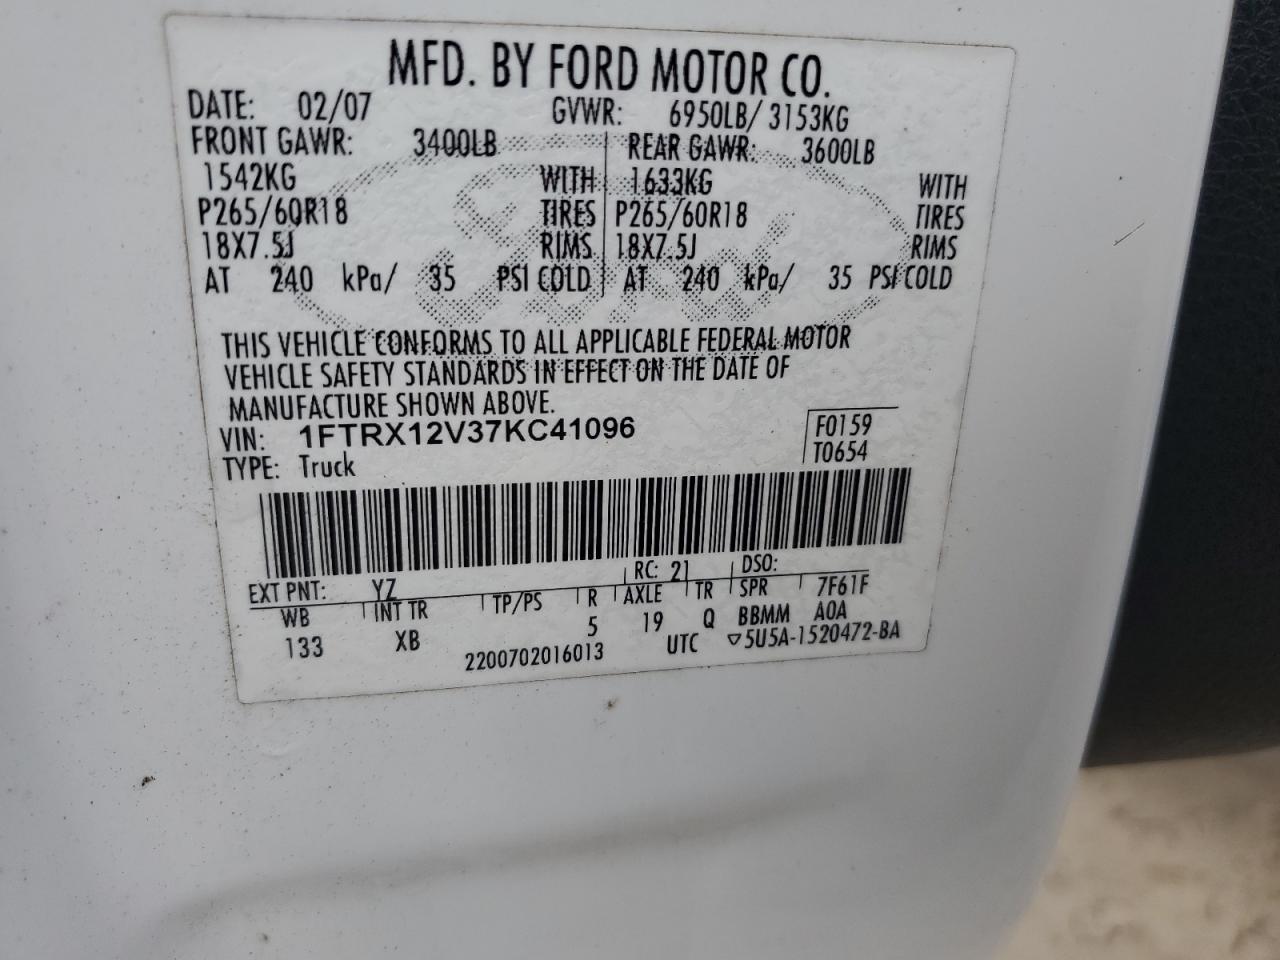 MFD. BY FORD MOTOR CO.
DATE: 02/07 GVWR: 6950LB/ 3153KG
FRONT GAWR: 3400LB REAR GAWR: 3600LB
1542KG WITH 1633KG WITH
P265/60R18 TIRES P265/60R18 TIRES
18X7.5J RIMS 18X7.5J RIMS
AT 240 kPa/ 35 PSI COLD AT 240 kPa/ 35 PSI COLD
THIS VEHICLE CONFORMS TO ALL APPLICABLE FEDERAL MOTOR
VEHICLE SAFETY STANDARDS IN EFFECT ON THE DATE OF
MANUFACTURE SHOWN ABOVE.
VIN: 1FTRX12V37KC41096 F0159
TYPE: Truck T0654
EXT PNT: YZ RC: 21 DSO:
WB INT TR TP/PS R AXLE TR SPR 7F61F
133 XB 5 19 Q BBMM A0A
2200702016013 UTC ▽5U5A-1520472-BA